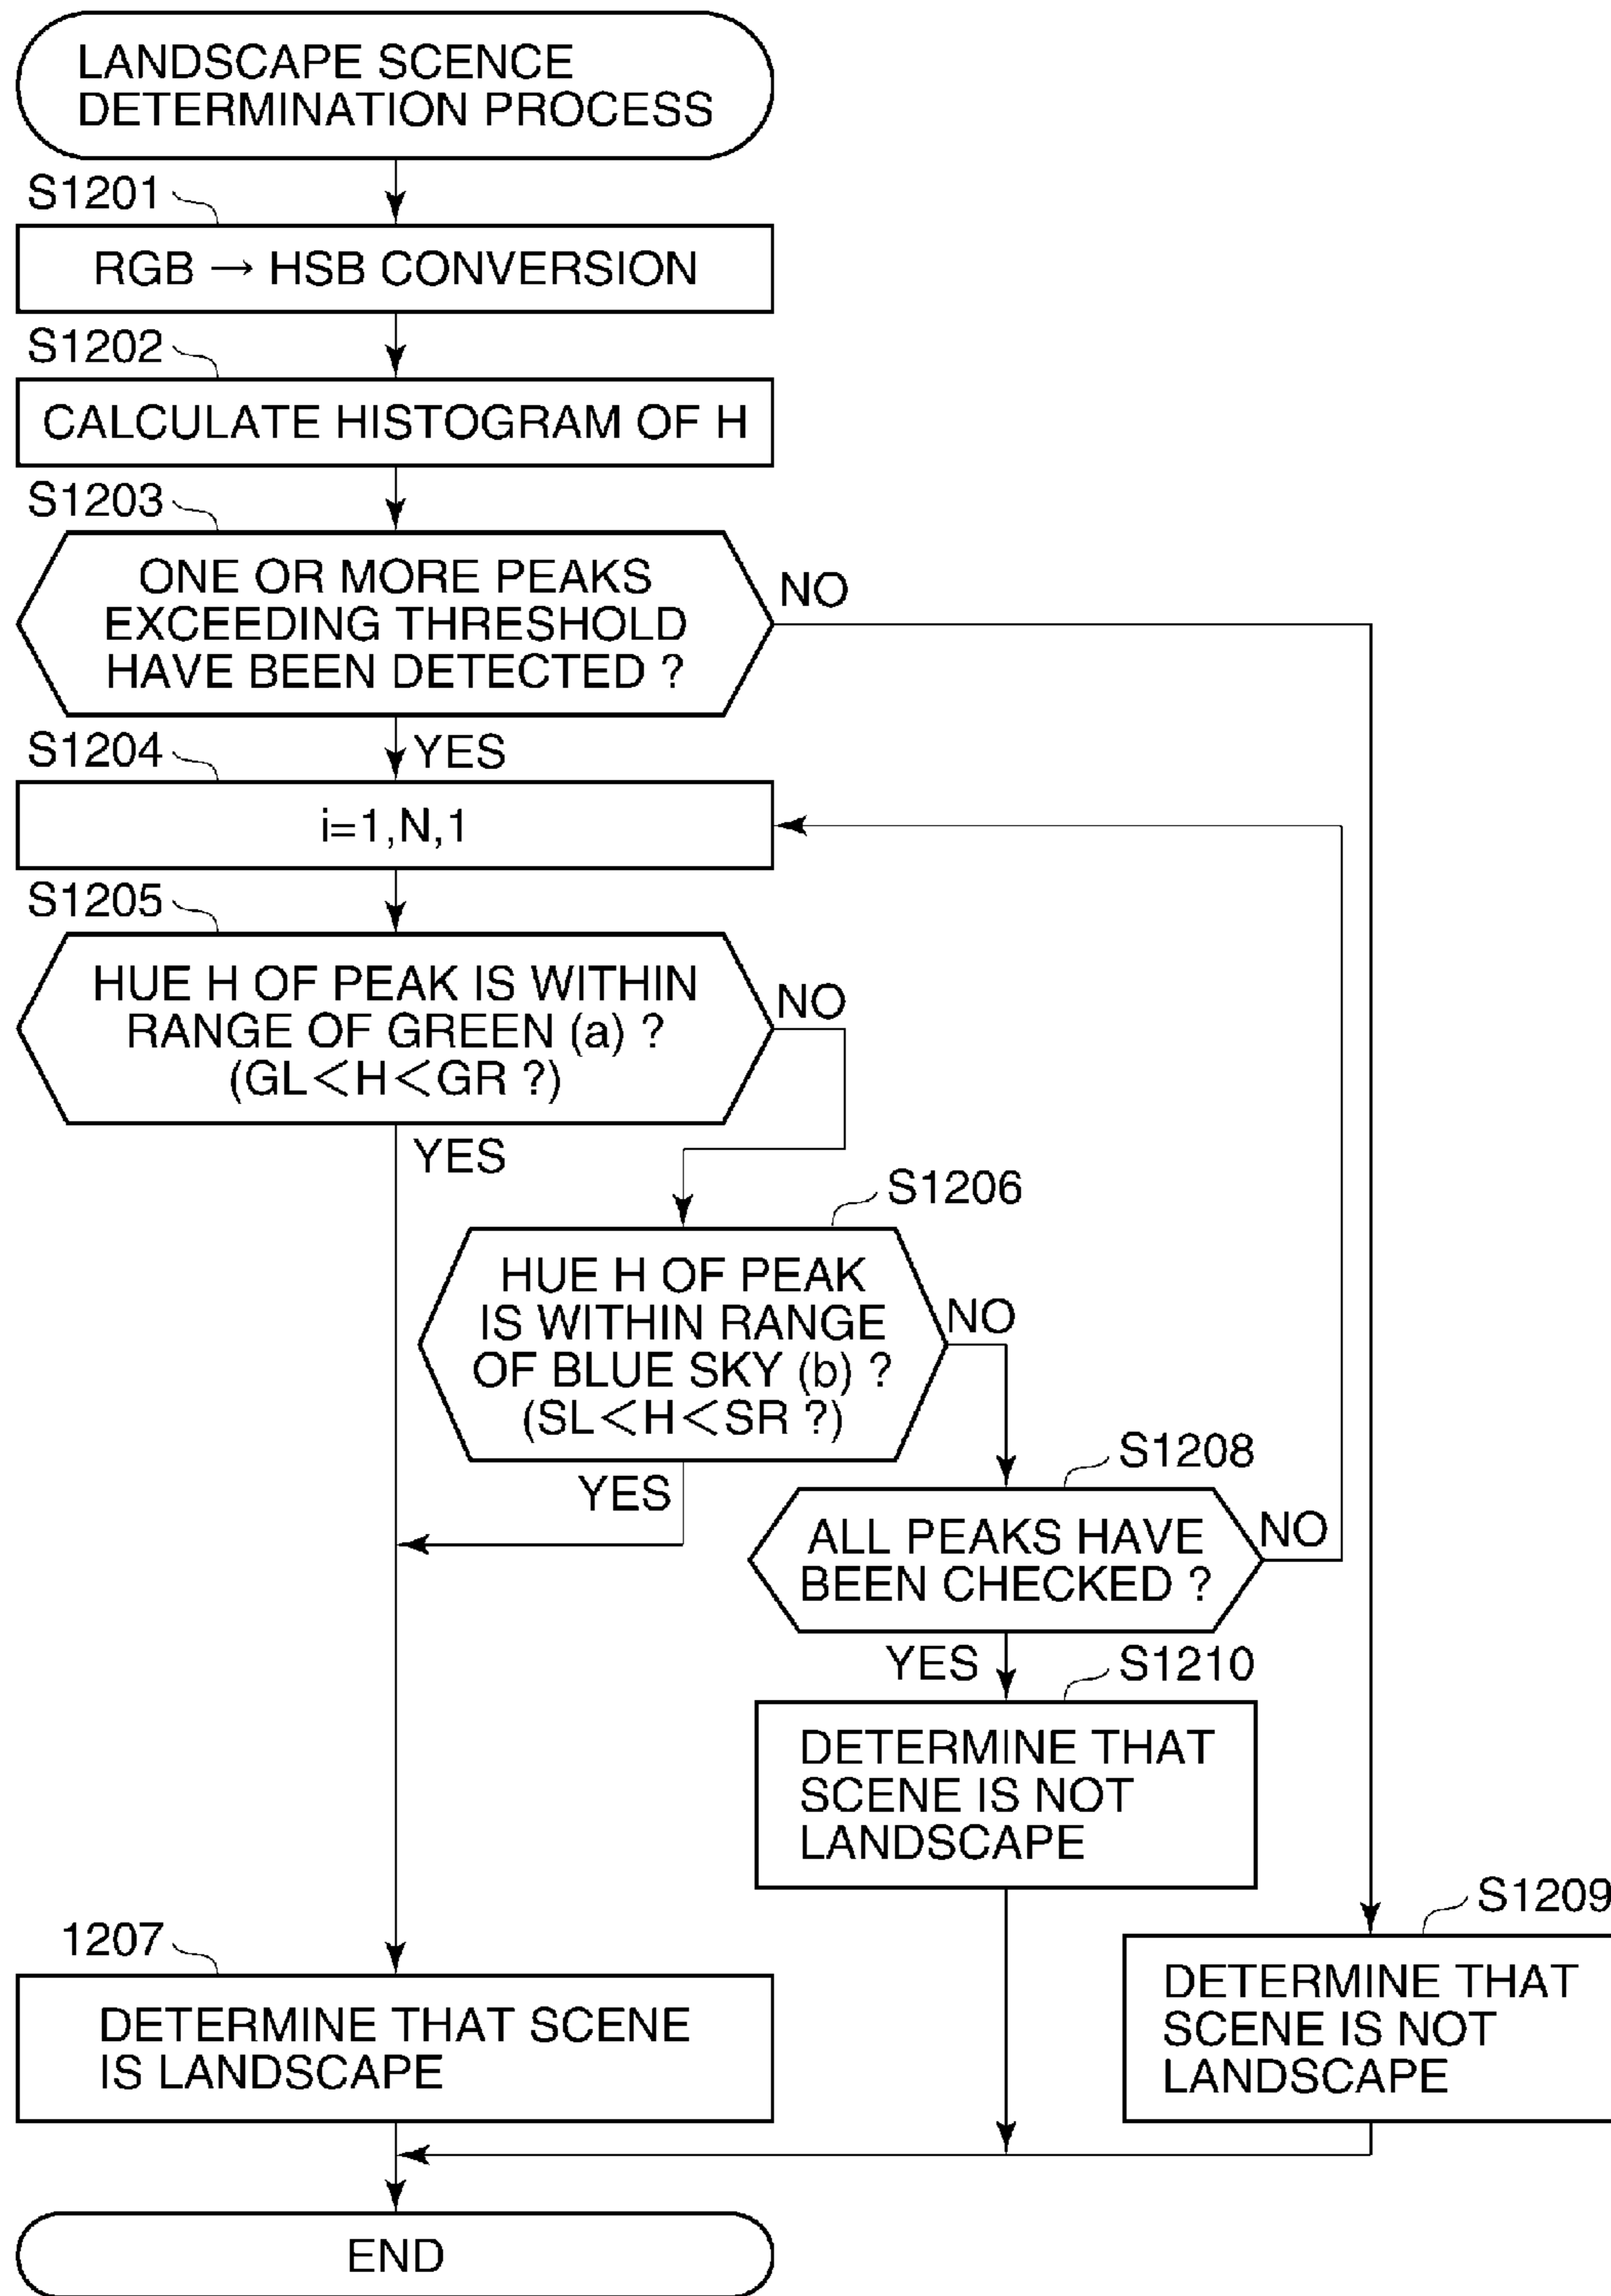 LANDSCAPE SCENCE
DETERMINATION PROCESS
S1201
RGB → HSB CONVERSION
S1202
CALCULATE HISTOGRAM OF H
S1203
ONE OR MORE PEAKS
EXCEEDING THRESHOLD
HAVE BEEN DETECTED ?
NO
YES
S1204
i=1,N,1
S1205
HUE H OF PEAK IS WITHIN
RANGE OF GREEN (a) ?
(GL<H<GR ?)
NO
YES
S1206
HUE H OF PEAK
IS WITHIN RANGE
OF BLUE SKY (b) ?
(SL<H<SR ?)
NO
YES
S1208
ALL PEAKS HAVE
BEEN CHECKED ?
NO
YES
S1210
DETERMINE THAT
SCENE IS NOT
LANDSCAPE
S1209
DETERMINE THAT
SCENE IS NOT
LANDSCAPE
1207
DETERMINE THAT SCENE
IS LANDSCAPE
END